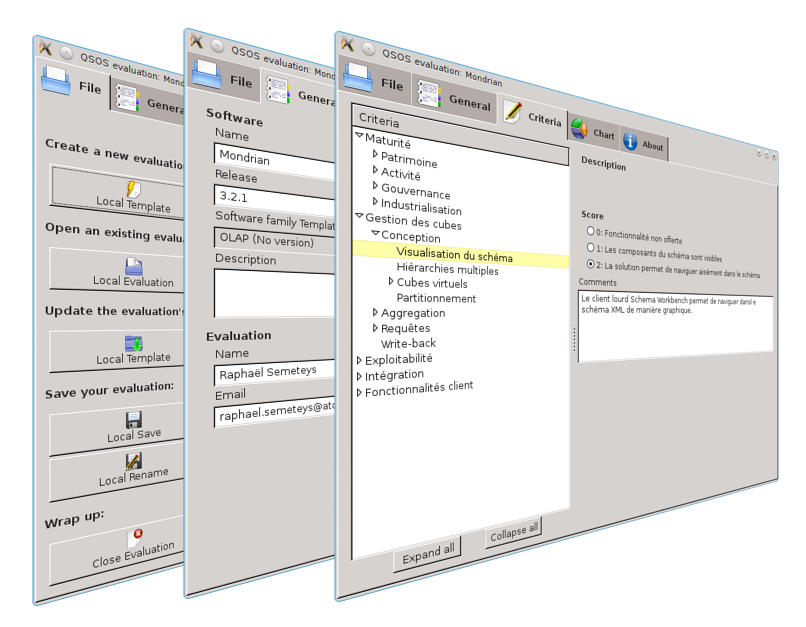 QSOS evaluation: Mond
File
Genera
Create a new evaluatio
Local Template
Open an existing evalu
Local Evaluation
Update the evaluation's
Local Template
Save your evaluation:
Local Save
Local Rename
Wrap up:
Close Evaluation
QSOS evaluation: Mond
File
Genera
Software
Name
Mondrian
Release
3.2.1
Software family Templat
OLAP (No version)
Description
Evaluation
Name
Raphaël Semeteys
Email
raphael.semeteys@ato
QSOS evaluation: Mondrian
File
General
Criteria
Chart
About
Criteria
Maturité
Patrimoine
Activité
Gouvernance
Industrialisation
Gestion des cubes
Conception
Visualisation du schéma
Hiérarchies multiples
Cubes virtuels
Partitionnement
Aggregation
Requêtes
Write-back
Exploitabilité
Intégration
Fonctionnalités client
Expand all
Collapse all
Description
Score
0: Fonctionnalité non offerte
1: Les composants du schéma sont visibles
2: La solution permet de naviguer aisément dans le schéma
Comments
Le client lourd Schema Workbench permet de naviguer dansl e
schéma XML de manière graphique.